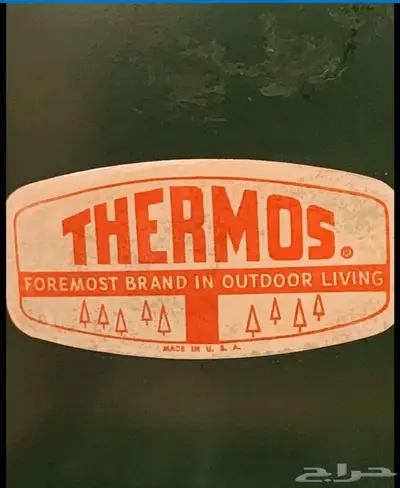 THERMOS®
FOREMOST BRAND IN OUTDOOR LIVING
MADE IN U. S. A.
حراج